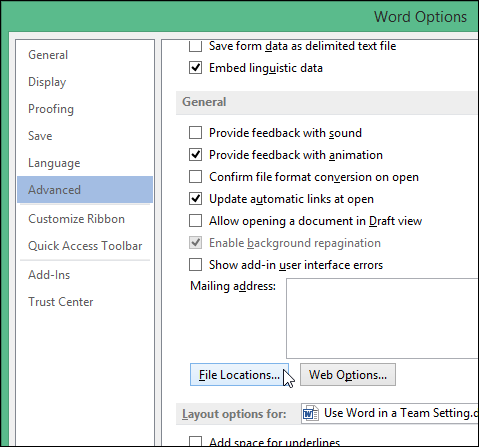 Word Options
General
Display
Proofing
Save
Language
Advanced
Customize Ribbon
Quick Access Toolbar
Add-Ins
Trust Center
Save form data as delimited text file
Embed linguistic data
General
Provide feedback with sound
Provide feedback with animation
Confirm file format conversion on open
Update automatic links at open
Allow opening a document in Draft view
Enable background repagination
Show add-in user interface errors
Mailing address:
File Locations... Web Options...
Layout options for: Use Word in a Team Setting.d
Add space for underlines